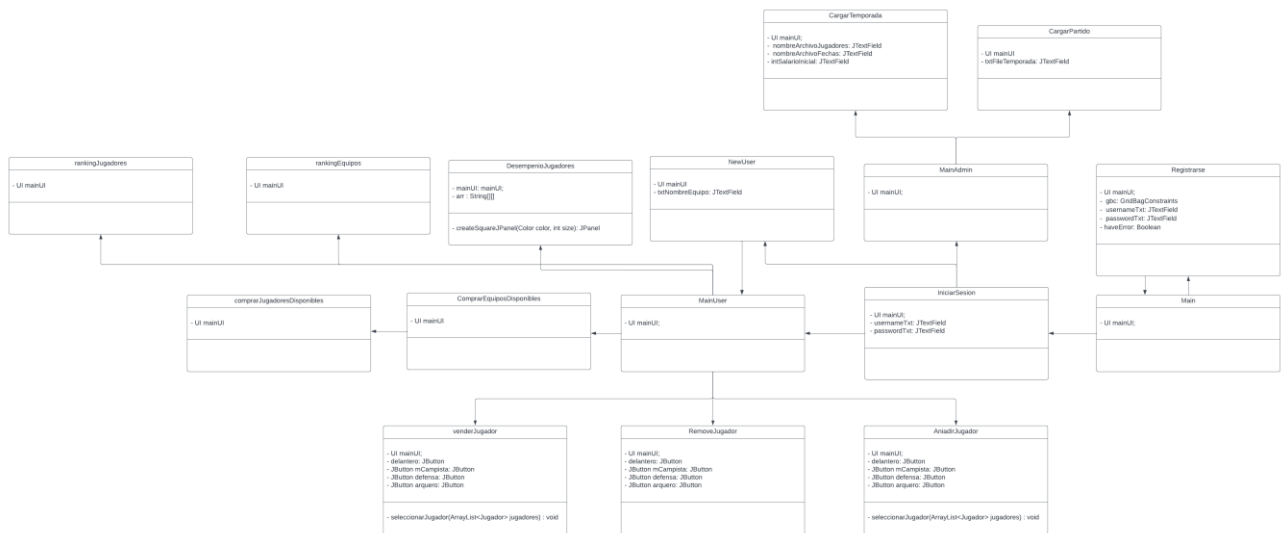 CargarTemporada
- UI mainUI;
- nombreArchivoJugadores: JTextField
- nombreArchivoFechas: JTextField
- intSalarioInicial: JTextField
CargarPartido
- UI mainUI
- txtFileTemporada: JTextField
rankingJugadores
- UI mainUI
rankingEquipos
- UI mainUI
DesempenioJugadores
- mainUI: mainUI;
- arr : String[][]
- createSquareJPanel(Color color, int size): JPanel
NewUser
- UI mainUI
- txtNombreEquipo: JTextField
MainAdmin
- UI mainUI;
Registrarse
- UI mainUI;
- gbc: GridBagConstraints
- usernameTxt: JTextField
- passwordTxt: JTextField
- haveError: Boolean
comprarJugadoresDisponibles
- UI mainUI
ComprarEquiposDisponibles
- UI mainUI
MainUser
- UI mainUI;
IniciarSesion
- UI mainUI;
- usernameTxt: JTextField
- passwordTxt: JTextField
Main
- UI mainUI;
venderJugador
- UI mainUI;
- delantero: JButton
- JButton mCampista: JButton
- JButton defensa: JButton
- JButton arquero: JButton
- seleccionarJugador(ArrayList<Jugador> jugadores) : void
RemoveJugador
- UI mainUI;
- delantero: JButton
- JButton mCampista: JButton
- JButton defensa: JButton
- JButton arquero: JButton
AniadirJugador
- UI mainUI;
- delantero: JButton
- JButton mCampista: JButton
- JButton defensa: JButton
- JButton arquero: JButton
- seleccionarJugador(ArrayList<Jugador> jugadores) : void